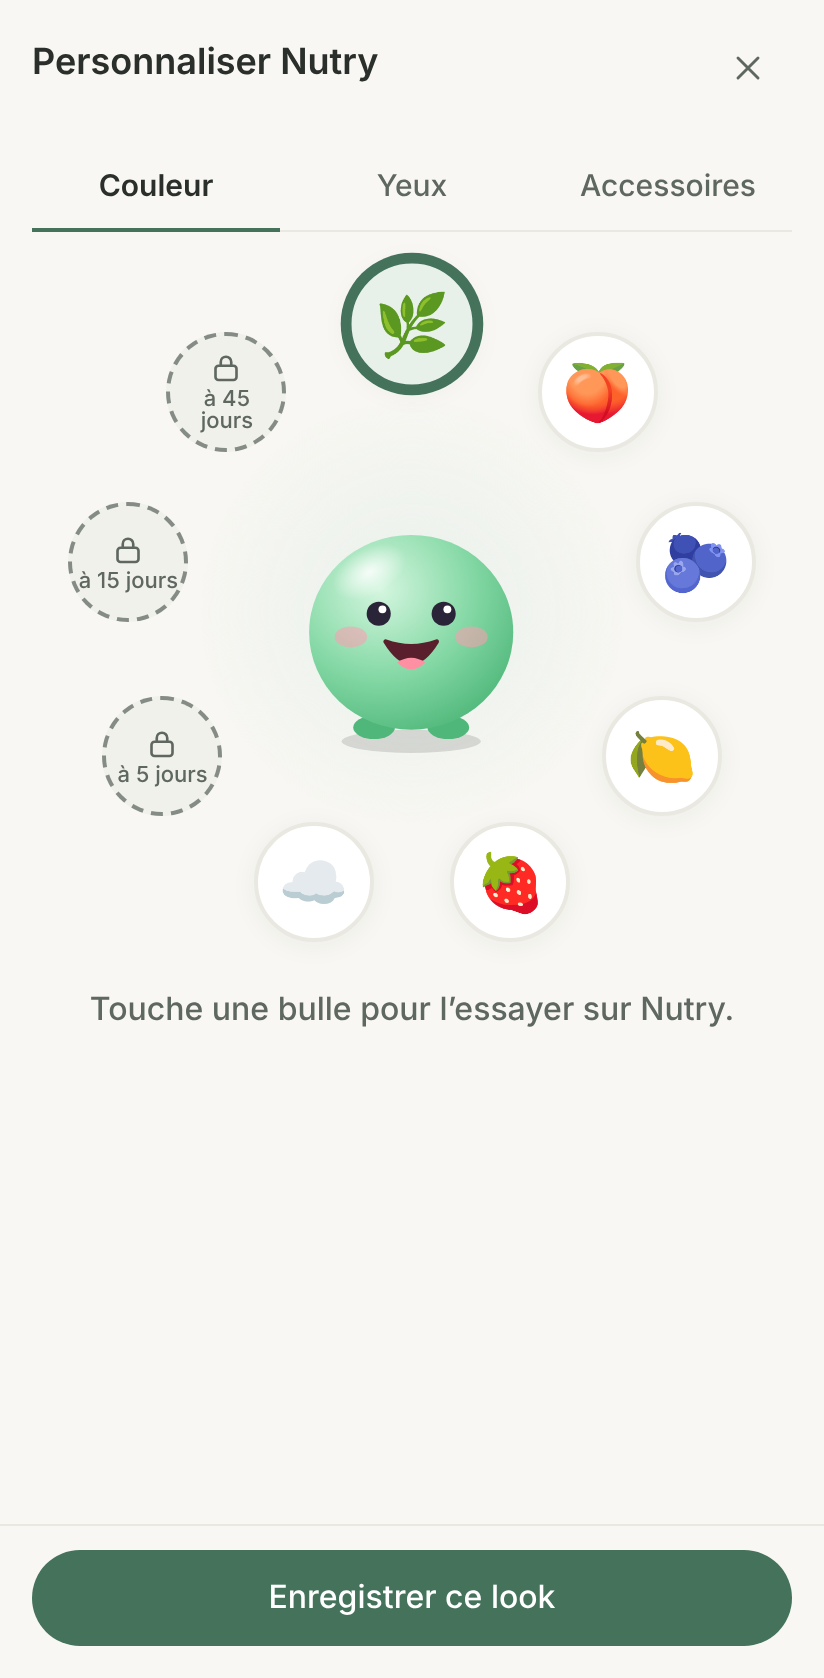 Personnaliser Nutry
Couleur
Yeux
Accessoires
à 45
jours
à 15 jours
à 5 jours
Touche une bulle pour l’essayer sur Nutry.
Enregistrer ce look